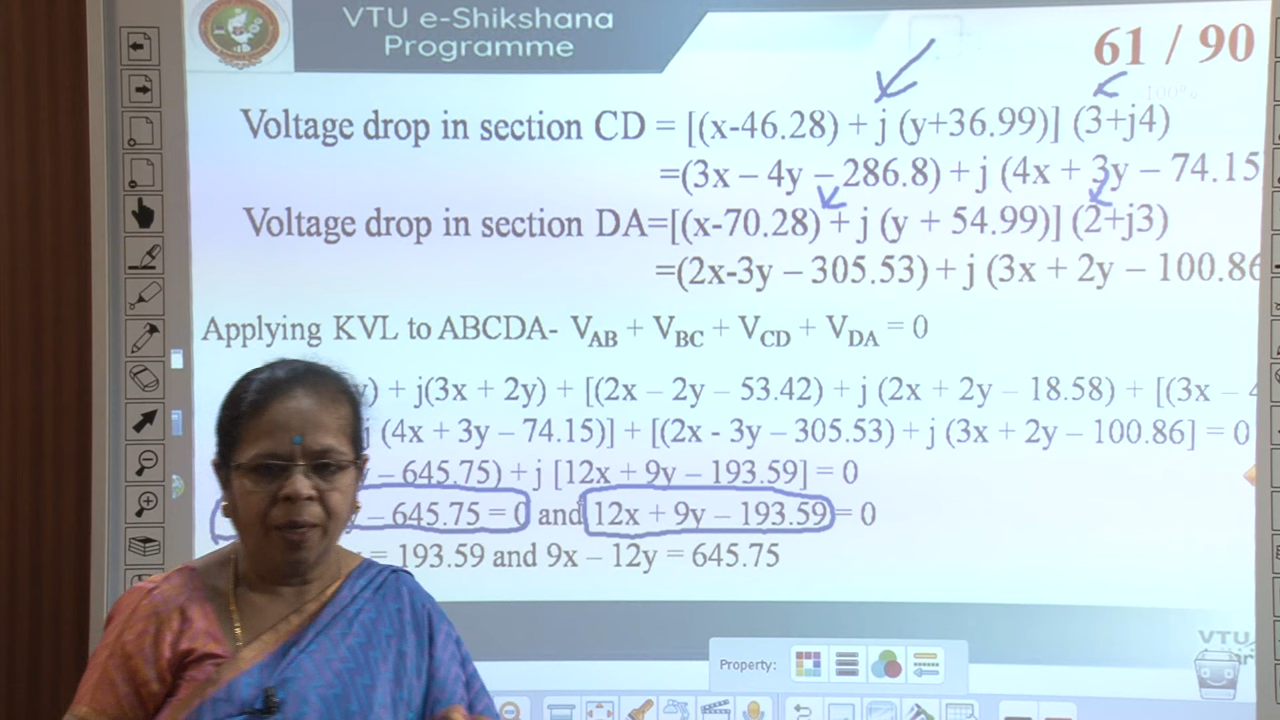 VTU e-Shikshana
Programme
61 / 90
100%
Voltage drop in section CD = [(x-46.28) + j (y+36.99)] (3+j4)
=(3x – 4y – 286.8) + j (4x + 3y – 74.15
Voltage drop in section DA=[(x-70.28) + j (y + 54.99)] (2+j3)
=(2x-3y – 305.53) + j (3x + 2y – 100.86
Applying KVL to ABCDA- V_AB + V_BC + V_CD + V_DA = 0
y) + j(3x + 2y) + [(2x – 2y – 53.42) + j (2x + 2y – 18.58) + [(3x – 4
j (4x + 3y – 74.15)] + [(2x - 3y – 305.53) + j (3x + 2y – 100.86] = 0
– 645.75) + j [12x + 9y – 193.59] = 0
y – 645.75 = 0 and 12x + 9y – 193.59 = 0
= 193.59 and 9x – 12y = 645.75
VTU
Property: